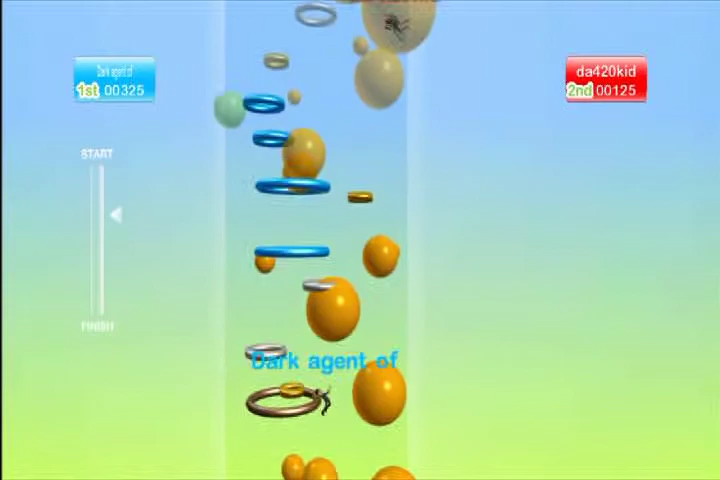 Dark agent of
1st 00325
da420kid
2nd 00125
START
FINISH
Dark agent of